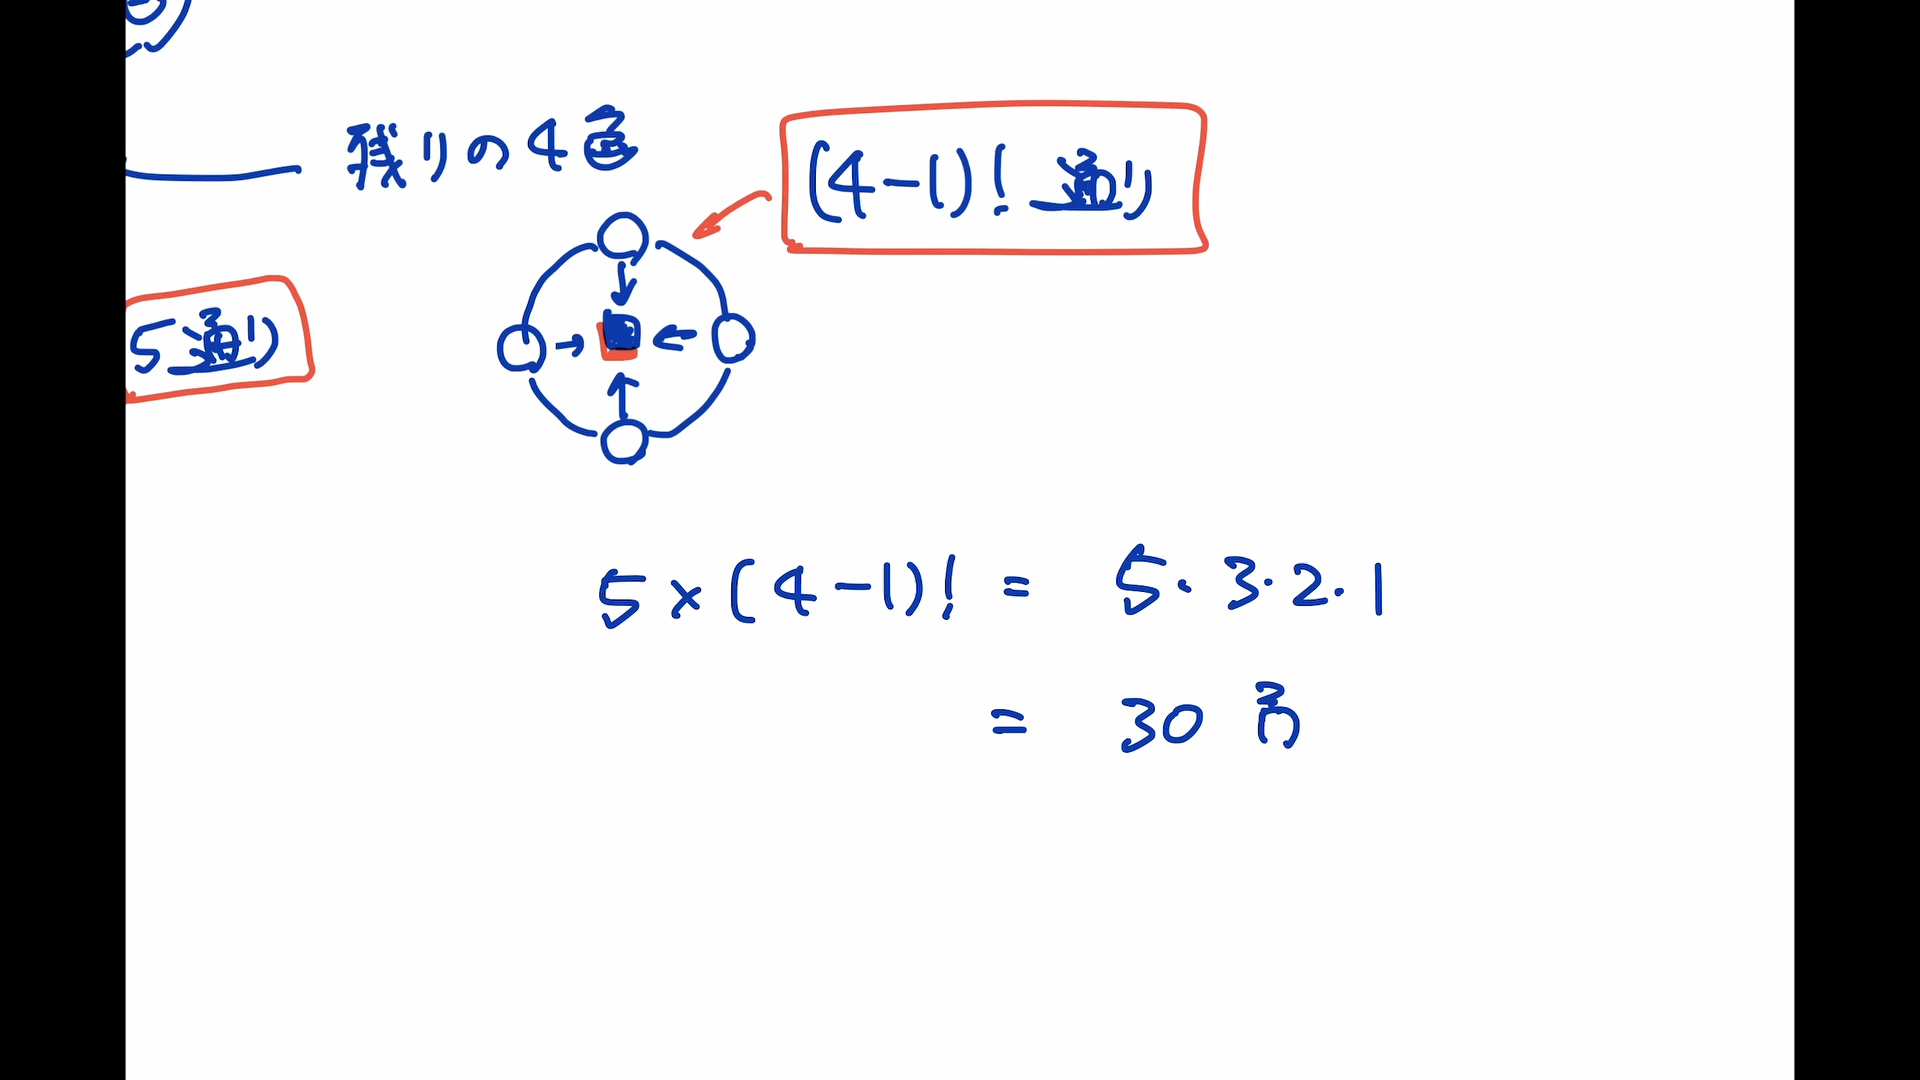 残りの4色
(4-1)! 通り
5通り
5×(4-1)! = 5・3・2・1
= 30